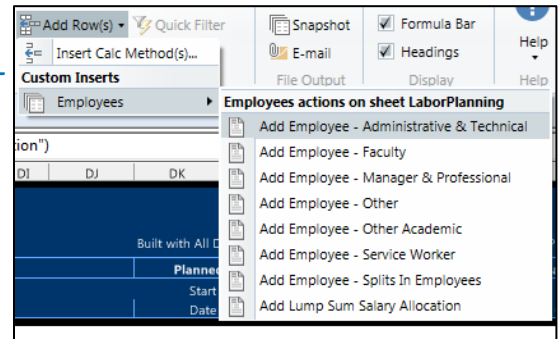 Add Row(s) Quick Filter Snapshot Formula Bar
Insert Calc Method(s)... E-mail Headings Help
Custom Inserts File Output Display Help
Employees Employees actions on sheet LaborPlanning
Add Employee - Administrative & Technical
Add Employee - Faculty
Add Employee - Manager & Professional
Add Employee - Other
Add Employee - Other Academic
Add Employee - Service Worker
Add Employee - Splits In Employees
Add Lump Sum Salary Allocation
ion")
DI DJ DK
Built with All D
Planne
Start
Date